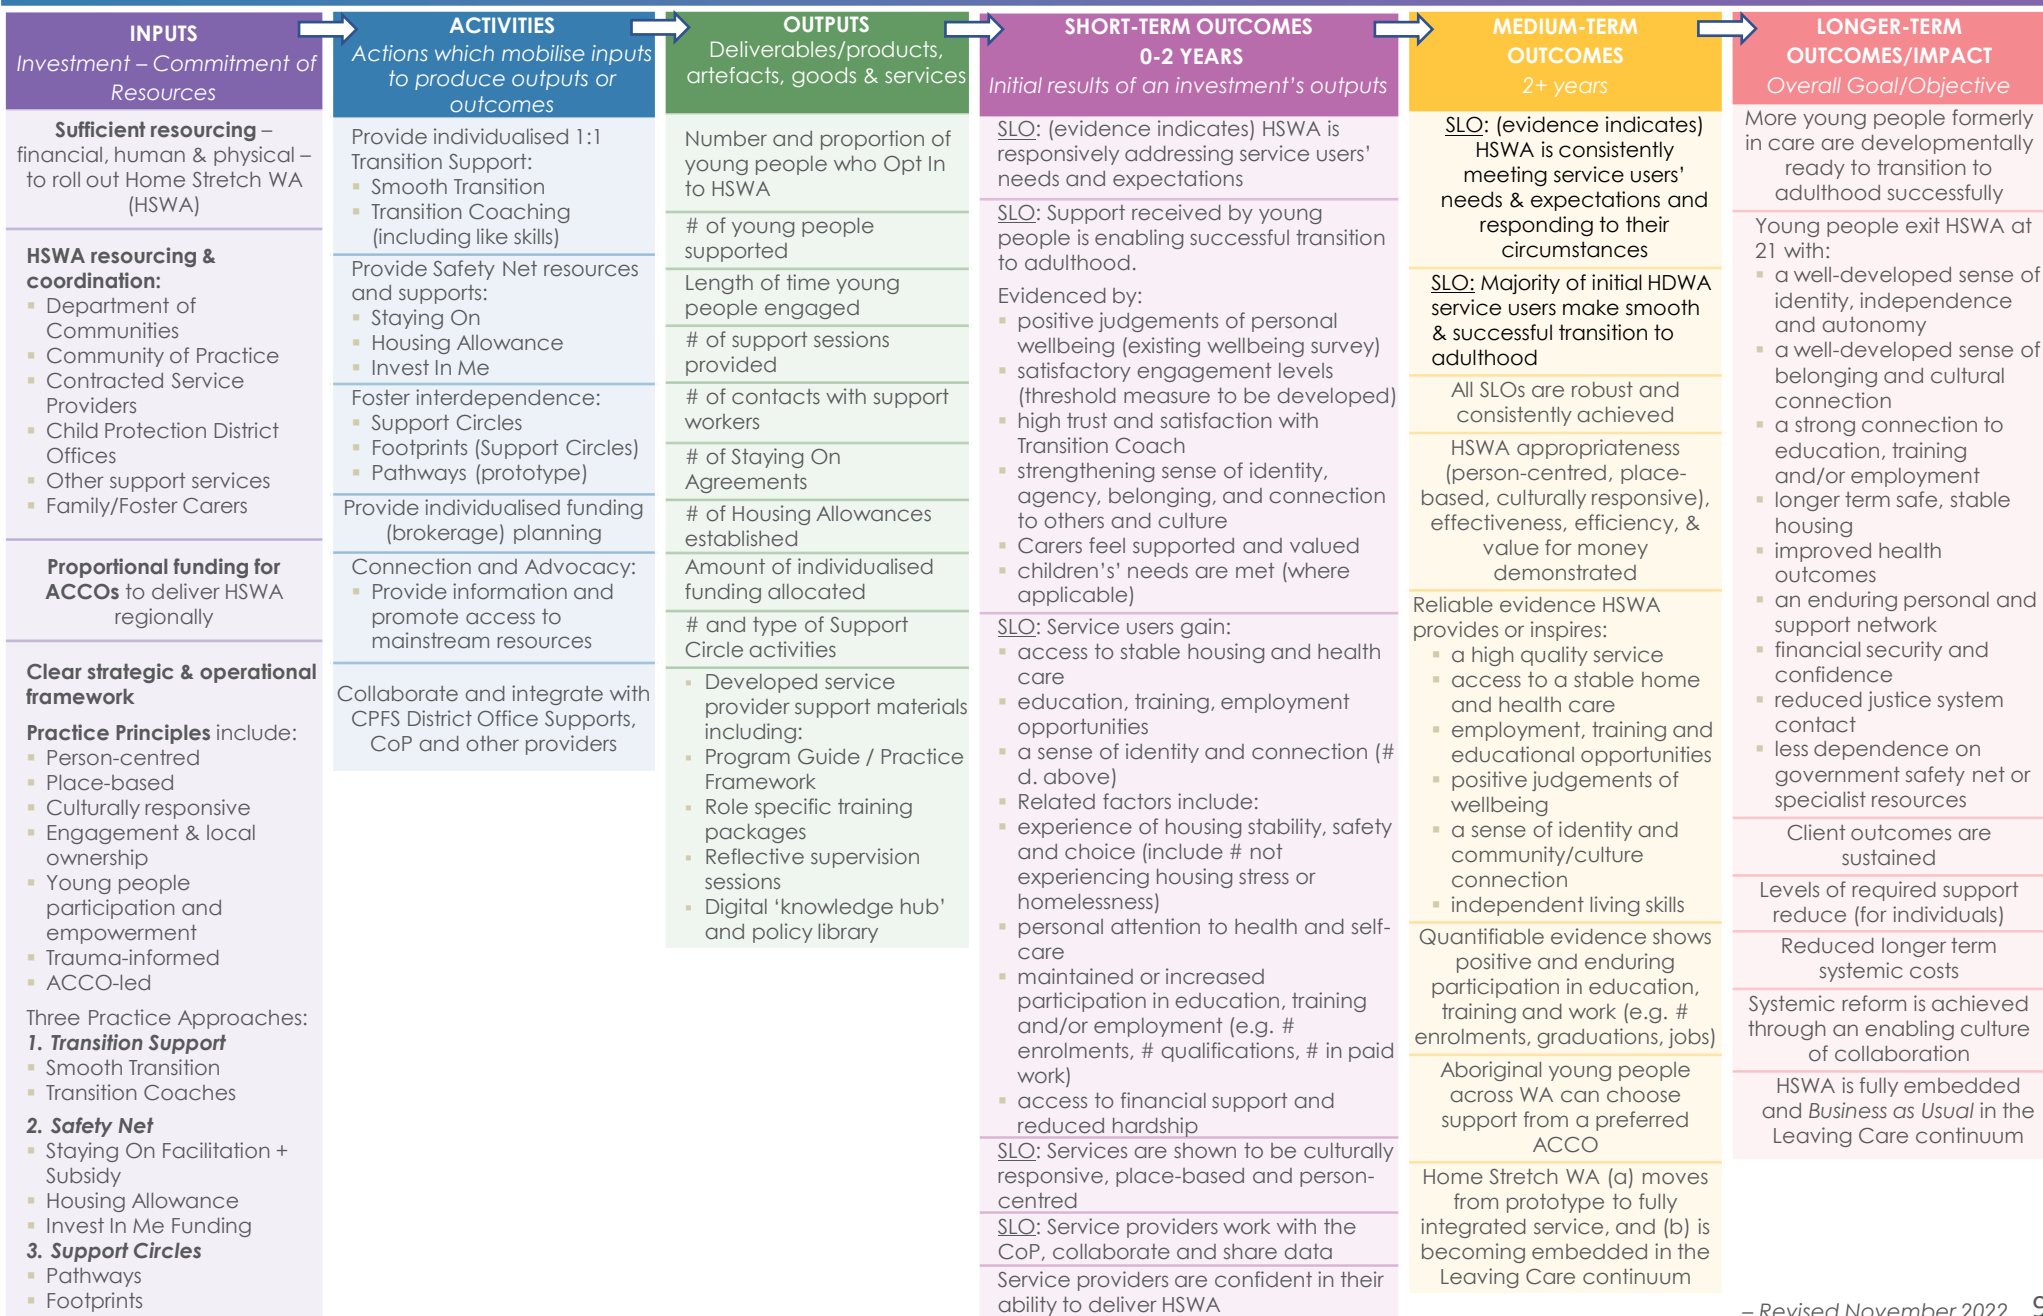 INPUTS
Investment – Commitment of
Resources
Sufficient resourcing –
financial, human & physical –
to roll out Home Stretch WA
(HSWA)
HSWA resourcing &
coordination:
▪ Department of
Communities
▪ Community of Practice
▪ Contracted Service
Providers
▪ Child Protection District
Offices
▪ Other support services
▪ Family/Foster Carers
Proportional funding for
ACCOs to deliver HSWA
regionally
Clear strategic & operational
framework
Practice Principles include:
▪ Person-centred
▪ Place-based
▪ Culturally responsive
▪ Engagement & local
ownership
▪ Young people
participation and
empowerment
▪ Trauma-informed
▪ ACCO-led
Three Practice Approaches:
1. Transition Support
▪ Smooth Transition
▪ Transition Coaches
2. Safety Net
▪ Staying On Facilitation +
Subsidy
▪ Housing Allowance
▪ Invest In Me Funding
3. Support Circles
▪ Pathways
▪ Footprints
ACTIVITIES
Actions which mobilise inputs
to produce outputs or
outcomes
Provide individualised 1:1
Transition Support:
▪ Smooth Transition
▪ Transition Coaching
(including like skills)
Provide Safety Net resources
and supports:
▪ Staying On
▪ Housing Allowance
▪ Invest In Me
Foster interdependence:
▪ Support Circles
▪ Footprints (Support Circles)
▪ Pathways (prototype)
Provide individualised funding
(brokerage) planning
Connection and Advocacy:
▪ Provide information and
promote access to
mainstream resources
Collaborate and integrate with
CPFS District Office Supports,
CoP and other providers
OUTPUTS
Deliverables/products,
artefacts, goods & services
Number and proportion of
young people who Opt In
to HSWA
# of young people
supported
Length of time young
people engaged
# of support sessions
provided
# of contacts with support
workers
# of Staying On
Agreements
# of Housing Allowances
established
Amount of individualised
funding allocated
# and type of Support
Circle activities
▪ Developed service
provider support materials
including:
▪ Program Guide / Practice
Framework
▪ Role specific training
packages
▪ Reflective supervision
sessions
▪ Digital ‘knowledge hub’
and policy library
SHORT-TERM OUTCOMES
0-2 YEARS
Initial results of an investment’s outputs
SLO: (evidence indicates) HSWA is
responsively addressing service users’
needs and expectations
SLO: Support received by young
people is enabling successful transition
to adulthood.
Evidenced by:
▪ positive judgements of personal
wellbeing (existing wellbeing survey)
▪ satisfactory engagement levels
(threshold measure to be developed)
▪ high trust and satisfaction with
Transition Coach
▪ strengthening sense of identity,
agency, belonging, and connection
to others and culture
▪ Carers feel supported and valued
▪ children's’ needs are met (where
applicable)
SLO: Service users gain:
▪ access to stable housing and health
care
▪ education, training, employment
opportunities
▪ a sense of identity and connection (#
d. above)
▪ Related factors include:
▪ experience of housing stability, safety
and choice (include # not
experiencing housing stress or
homelessness)
▪ personal attention to health and self-
care
▪ maintained or increased
participation in education, training
and/or employment (e.g. #
enrolments, # qualifications, # in paid
work)
▪ access to financial support and
reduced hardship
SLO: Services are shown to be culturally
responsive, place-based and person-
centred
SLO: Service providers work with the
CoP, collaborate and share data
Service providers are confident in their
ability to deliver HSWA
MEDIUM-TERM
OUTCOMES
2+ years
SLO: (evidence indicates)
HSWA is consistently
meeting service users’
needs & expectations and
responding to their
circumstances
SLO: Majority of initial HDWA
service users make smooth
& successful transition to
adulthood
All SLOs are robust and
consistently achieved
HSWA appropriateness
(person-centred, place-
based, culturally responsive),
effectiveness, efficiency, &
value for money
demonstrated
Reliable evidence HSWA
provides or inspires:
▪ a high quality service
▪ access to a stable home
and health care
▪ employment, training and
educational opportunities
▪ positive judgements of
wellbeing
▪ a sense of identity and
community/culture
connection
▪ independent living skills
Quantifiable evidence shows
positive and enduring
participation in education,
training and work (e.g. #
enrolments, graduations, jobs)
Aboriginal young people
across WA can choose
support from a preferred
ACCO
Home Stretch WA (a) moves
from prototype to fully
integrated service, and (b) is
becoming embedded in the
Leaving Care continuum
LONGER-TERM
OUTCOMES/IMPACT
Overall Goal/Objective
More young people formerly
in care are developmentally
ready to transition to
adulthood successfully
Young people exit HSWA at
21 with:
▪ a well-developed sense of
identity, independence
and autonomy
▪ a well-developed sense of
belonging and cultural
connection
▪ a strong connection to
education, training
and/or employment
▪ longer term safe, stable
housing
▪ improved health
outcomes
▪ an enduring personal and
support network
▪ financial security and
confidence
▪ reduced justice system
contact
▪ less dependence on
government safety net or
specialist resources
Client outcomes are
sustained
Levels of required support
reduce (for individuals)
Reduced longer term
systemic costs
Systemic reform is achieved
through an enabling culture
of collaboration
HSWA is fully embedded
and Business as Usual in the
Leaving Care continuum
– Revised November 2022 9